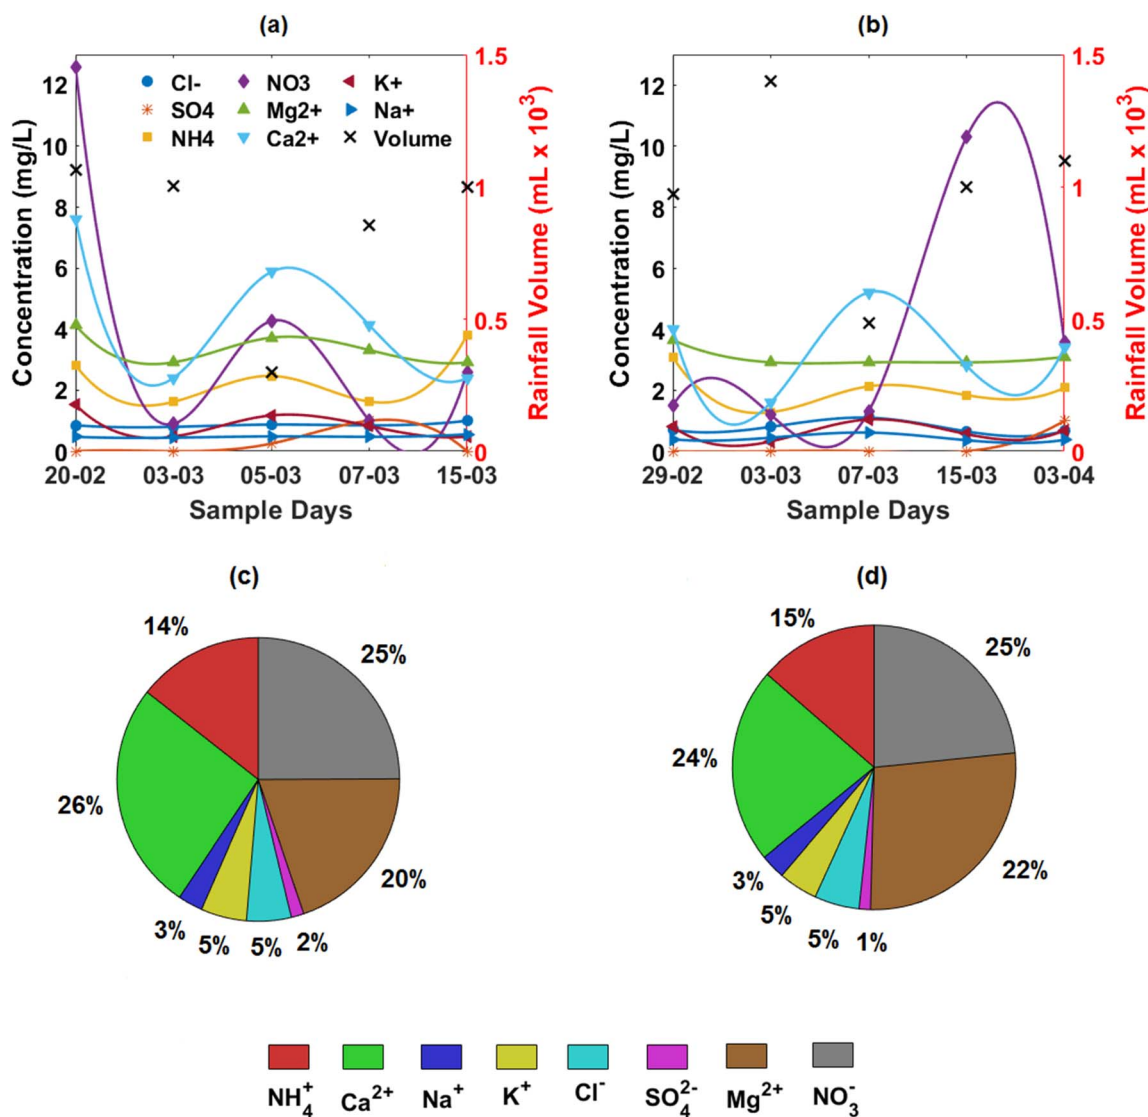 (a)
(b)
Concentration (mg/L)
12
10
8
6
4
2
0
Cl-
NO3
K+
SO4
Mg2+
Na+
NH4
Ca2+
Volume
1.5
1
0.5
0
Rainfall Volume (mL x 10³)
20-02
03-03
05-03
07-03
15-03
Sample Days
Concentration (mg/L)
12
10
8
6
4
2
0
1.5
1
0.5
0
Rainfall Volume (mL x 10³)
29-02
03-03
07-03
15-03
03-04
Sample Days
(c)
14%
25%
26%
20%
3%
5%
5%
2%
(d)
15%
25%
24%
22%
3%
5%
5%
1%
NH₄⁺ Ca²⁺ Na⁺ K⁺ Cl⁻ SO₄²⁻ Mg²⁺ NO₃⁻